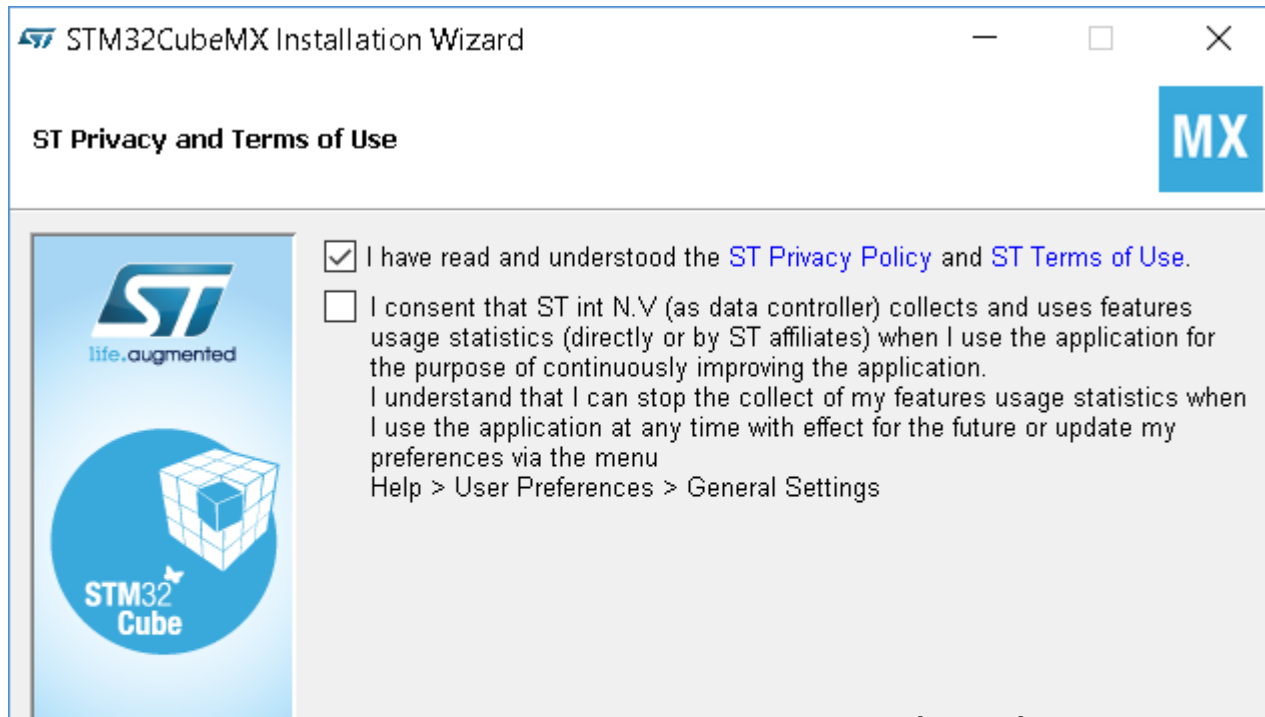 STM32CubeMX Installation Wizard
ST Privacy and Terms of Use
MX
ST
life.augmented
STM32
Cube
I have read and understood the ST Privacy Policy and ST Terms of Use.
I consent that ST int N.V (as data controller) collects and uses features
usage statistics (directly or by ST affiliates) when I use the application for
the purpose of continuously improving the application.
I understand that I can stop the collect of my features usage statistics when
I use the application at any time with effect for the future or update my
preferences via the menu
Help > User Preferences > General Settings